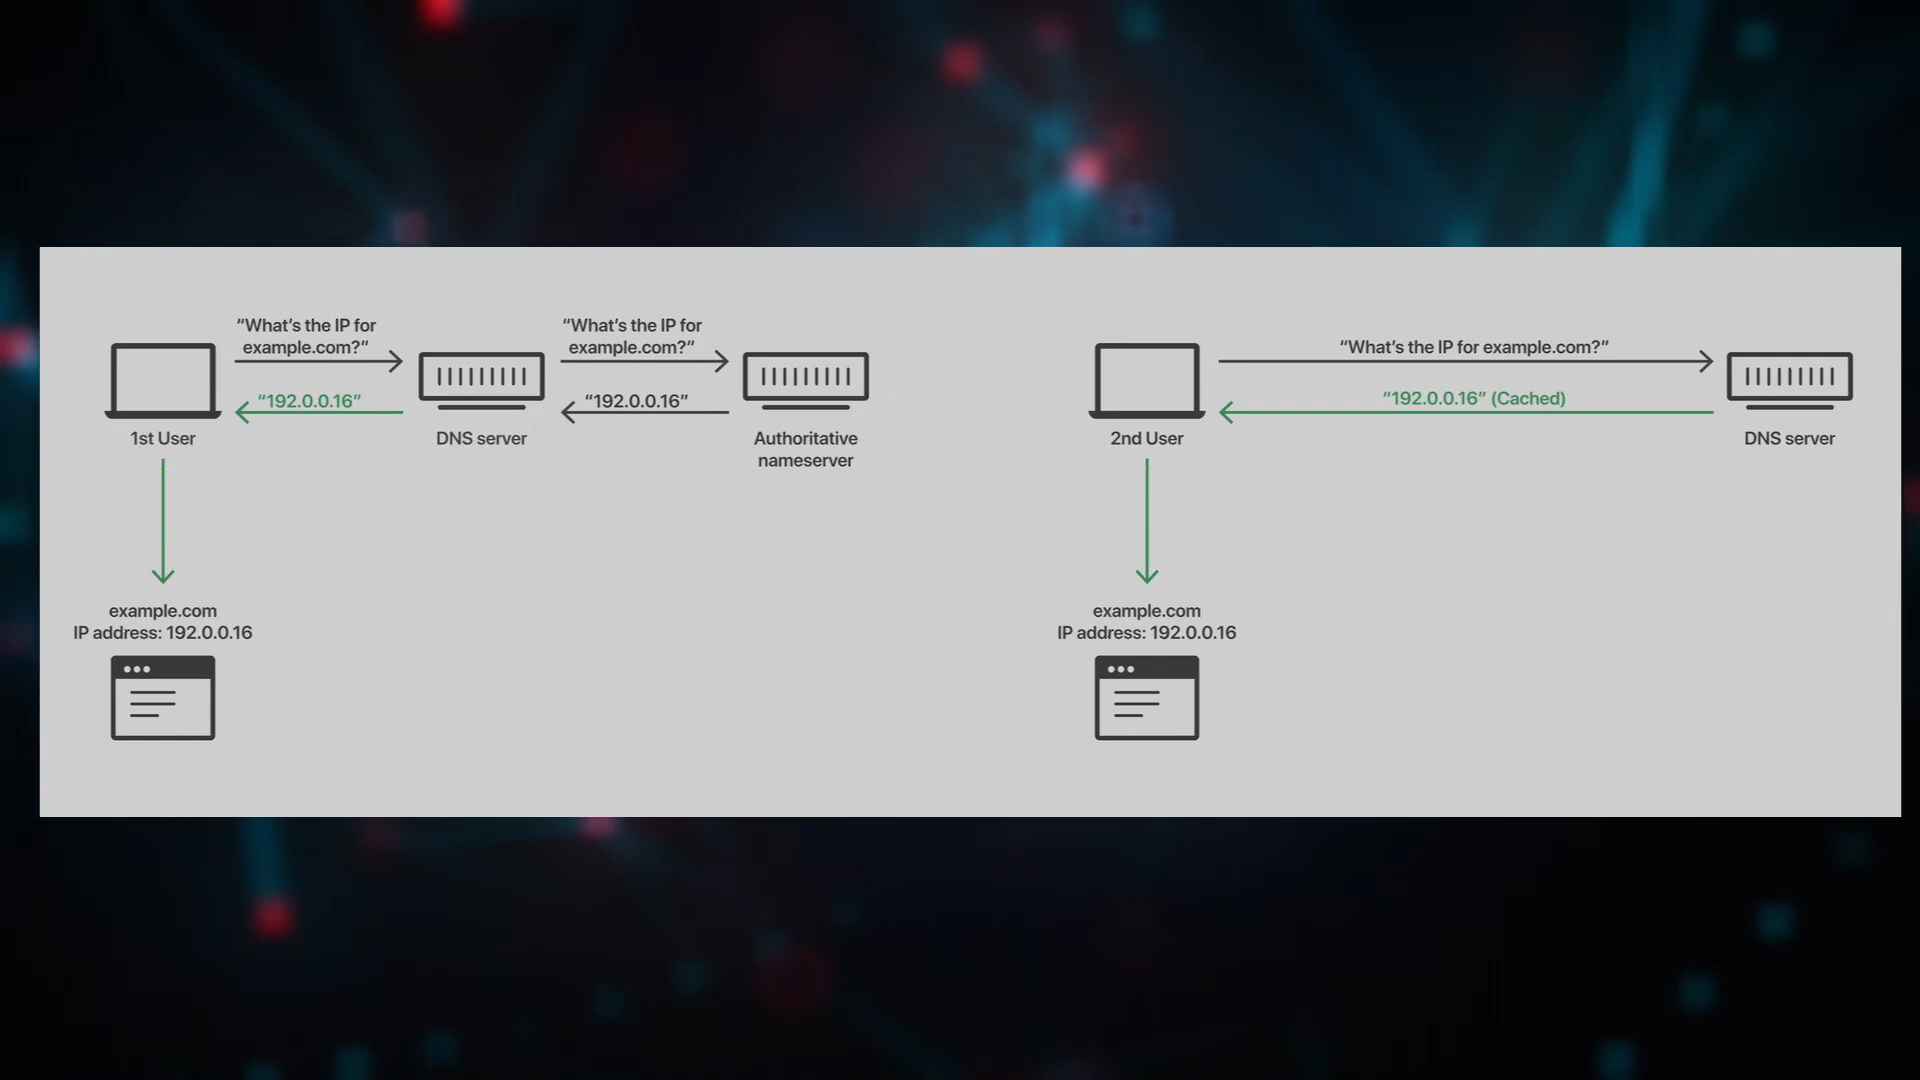 “What’s the IP for
example.com?”
“192.0.0.16”
1st User
“What’s the IP for
example.com?”
“192.0.0.16”
DNS server
Authoritative
nameserver
example.com
IP address: 192.0.0.16
“What’s the IP for example.com?”
“192.0.0.16” (Cached)
2nd User
DNS server
example.com
IP address: 192.0.0.16